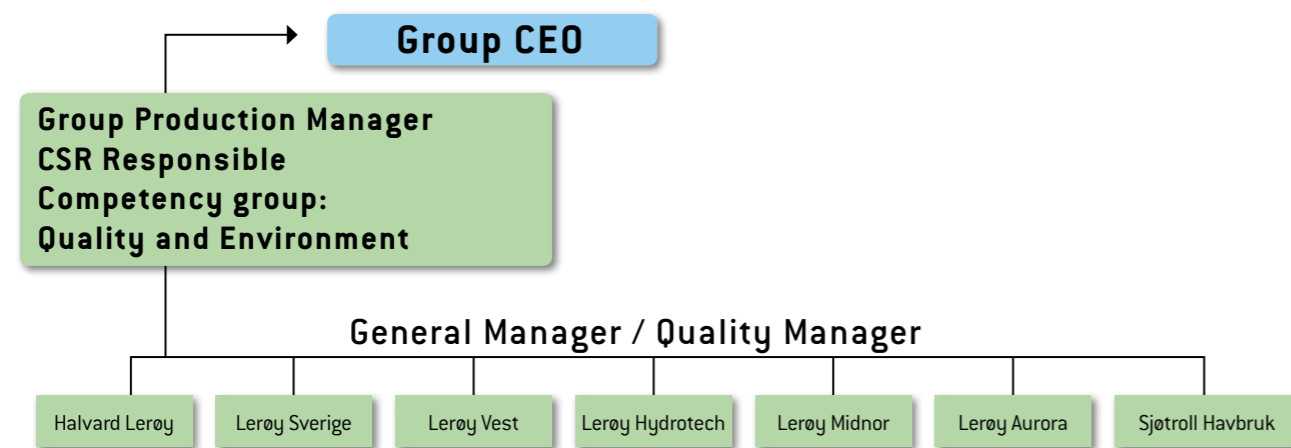 Group CEO
Group Production Manager
CSR Responsible
Competency group:
Quality and Environment
General Manager / Quality Manager
Halvard Lerøy
Lerøy Sverige
Lerøy Vest
Lerøy Hydrotech
Lerøy Midnor
Lerøy Aurora
Sjøtroll Havbruk